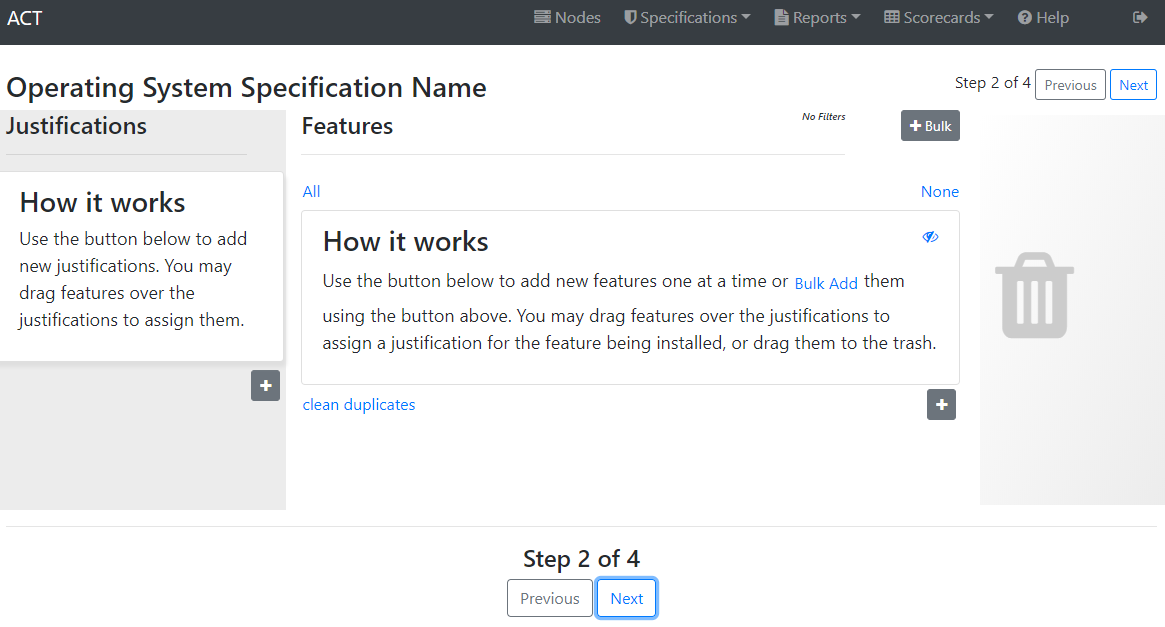 ACT Nodes Specifications Reports Scorecards Help
Operating System Specification Name
Step 2 of 4 Previous Next
Justifications
How it works
Use the button below to add
new justifications. You may
drag features over the
justifications to assign them.
Features
No Filters
Bulk
All None
How it works
Use the button below to add new features one at a time or Bulk Add them
using the button above. You may drag features over the justifications to
assign a justification for the feature being installed, or drag them to the trash.
clean duplicates
Step 2 of 4
Previous Next